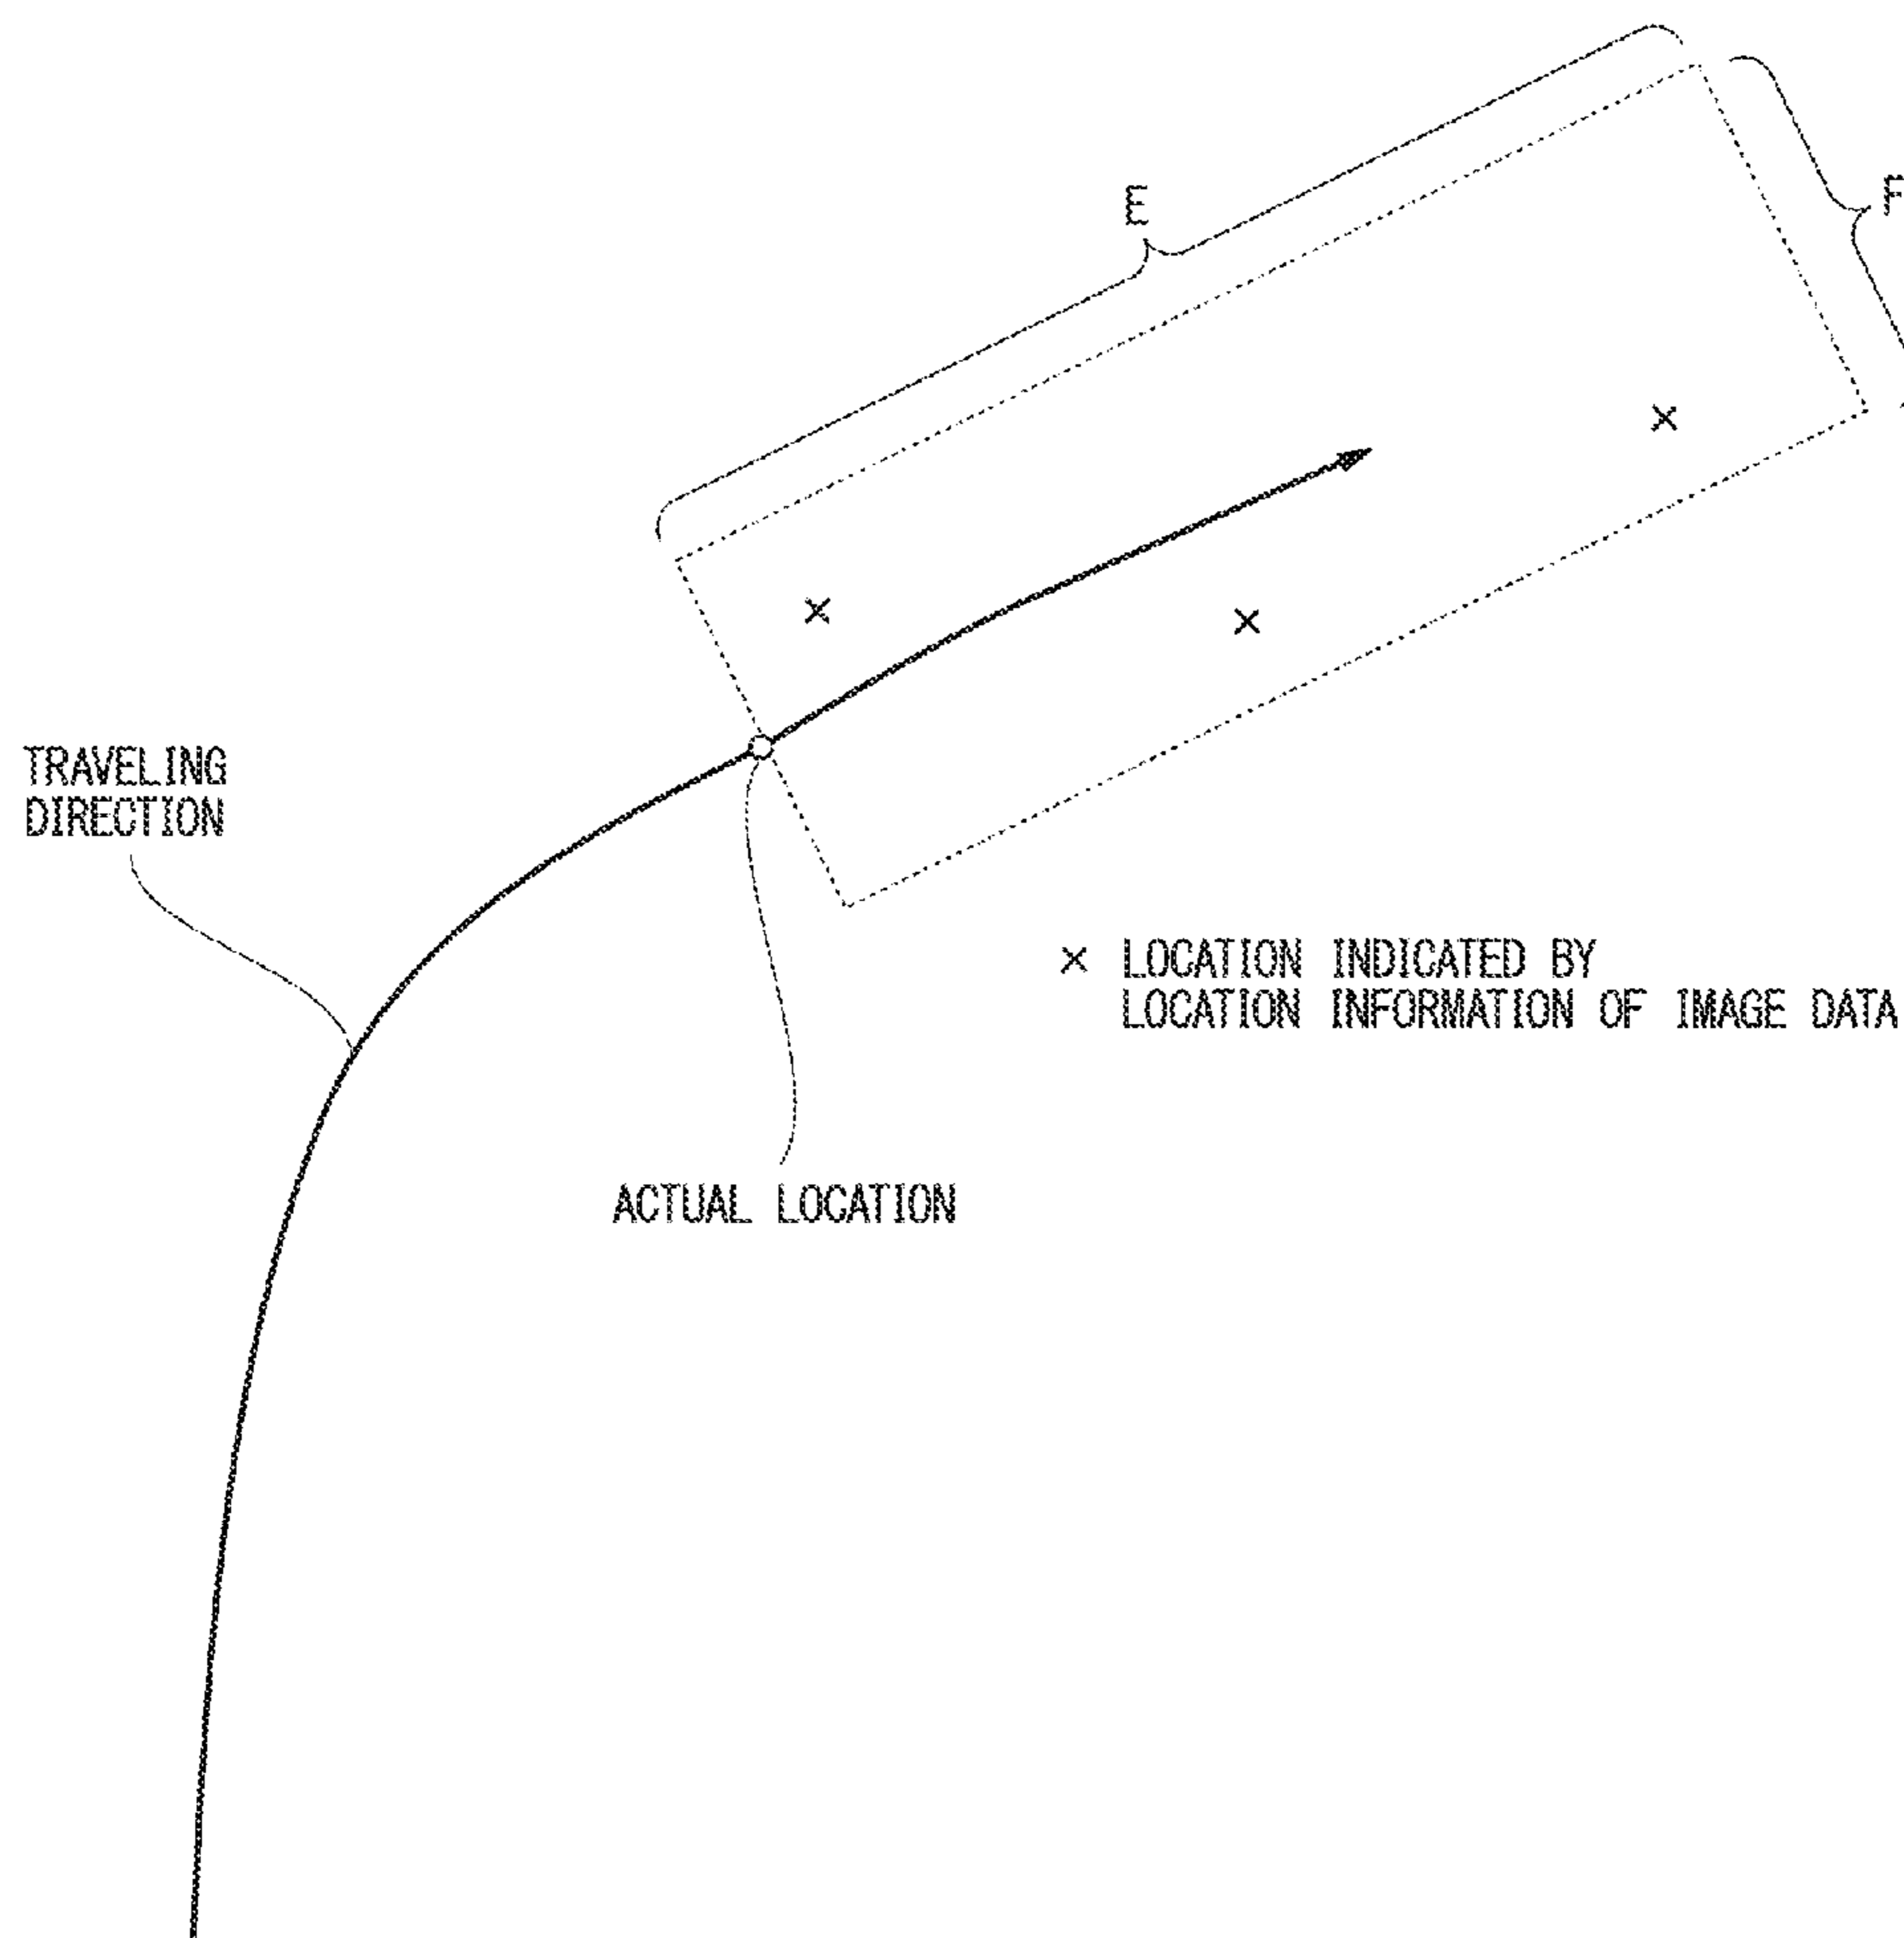 E
F
TRAVELING
DIRECTION
× LOCATION INDICATED BY
LOCATION INFORMATION OF IMAGE DATA
ACTUAL LOCATION